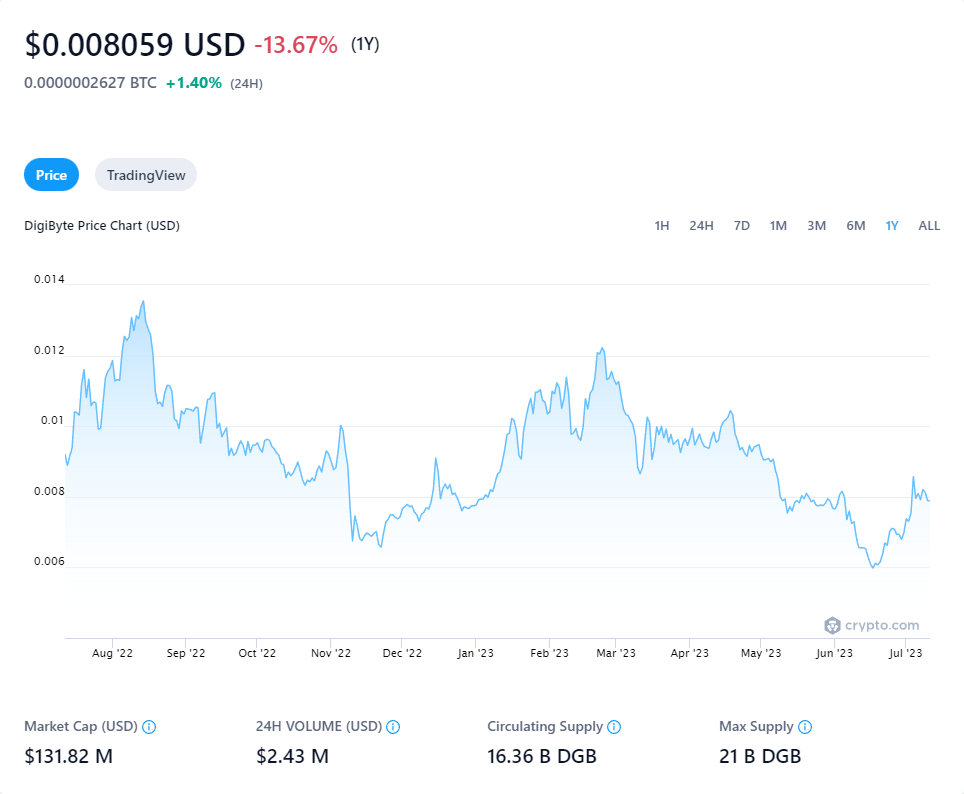 $0.008059 USD -13.67% (1Y)
0.0000002627 BTC +1.40% (24H)
Price TradingView
DigiByte Price Chart (USD) 1H 24H 7D 1M 3M 6M 1Y ALL
0.014
0.012
0.01
0.008
0.006
crypto.com
Aug '22 Sep '22 Oct '22 Nov '22 Dec '22 Jan '23 Feb '23 Mar '23 Apr '23 May '23 Jun '23 Jul '23
Market Cap (USD) 24H VOLUME (USD) Circulating Supply Max Supply
$131.82 M $2.43 M 16.36 B DGB 21 B DGB